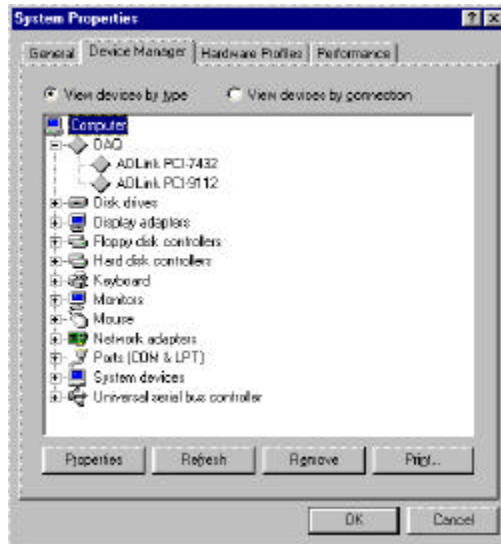 System Properties
General Device Manager Hardware Profiles Performance
View devices by type View devices by connection
Computer
DAQ
ADLink PCI-7432
ADLink PCI-9112
Disk drives
Display adapters
Floppy disk controllers
Hard disk controllers
Keyboard
Monitors
Mouse
Network adapters
Ports (COM & LPT)
System devices
Universal serial bus controller
Properties Refresh Remove Print...
OK Cancel